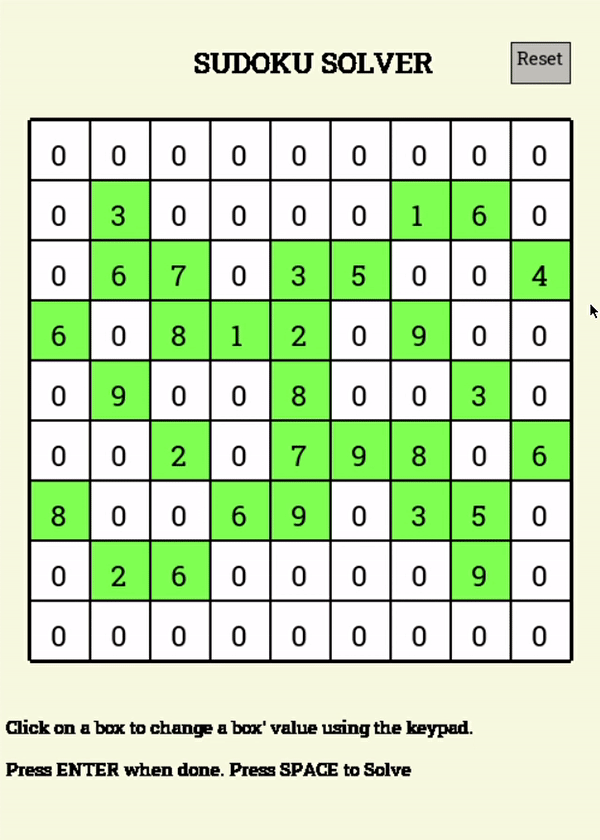 SUDOKU SOLVER Reset
0 0 0 0 0 0 0 0 0
0 3 0 0 0 0 1 6 0
0 6 7 0 3 5 0 0 4
6 0 8 1 2 0 9 0 0
0 9 0 0 8 0 0 3 0
0 0 2 0 7 9 8 0 6
8 0 0 6 9 0 3 5 0
0 2 6 0 0 0 0 9 0
0 0 0 0 0 0 0 0 0
Click on a box to change a box' value using the keypad.
Press ENTER when done. Press SPACE to Solve